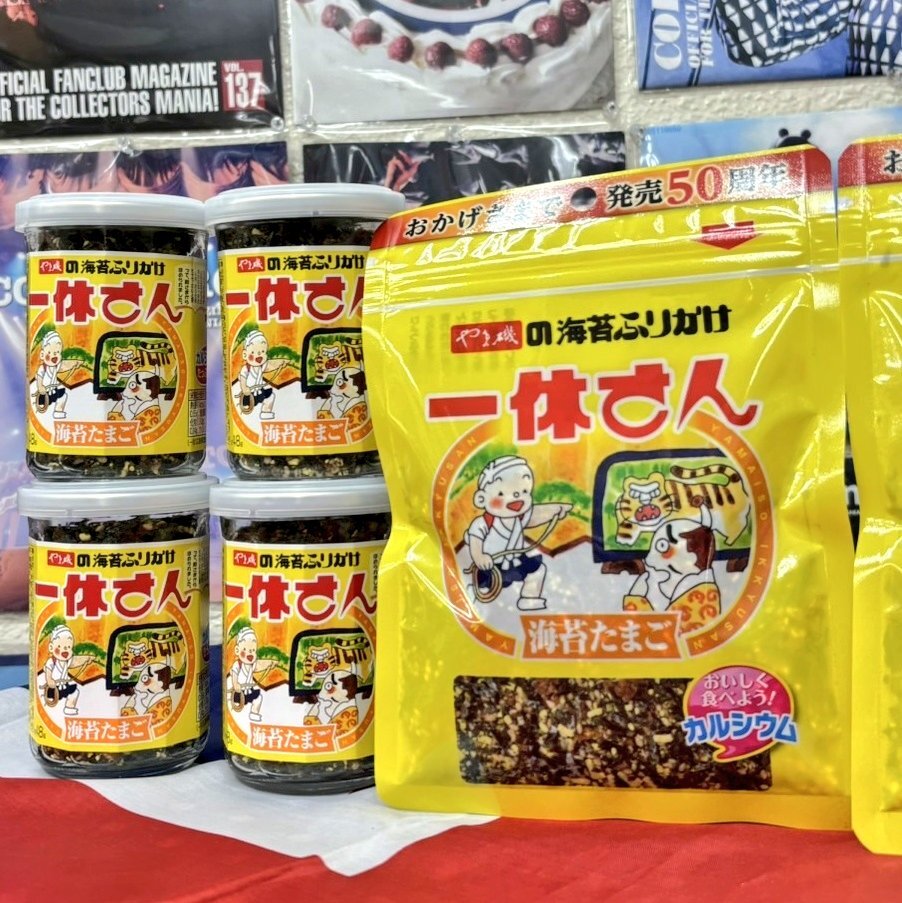 OFFICIAL FANCLUB MAGAZINE
FOR THE COLLECTORS MANIA!
VOL.
137
OFFICIAL
やま磯の海苔ふりかけ
一休さん
海苔たまご
やま磯の海苔ふりかけ
一休さん
海苔たまご
やま磯の海苔ふりかけ
一休さん
海苔たまご
やま磯の海苔ふりかけ
一休さん
海苔たまご
おかげさまで 発売50周年
やま磯の海苔ふりかけ
一休さん
YAMAISO IKKYUSAN
海苔たまご
おいしく
食べよう!
カルシウム
お